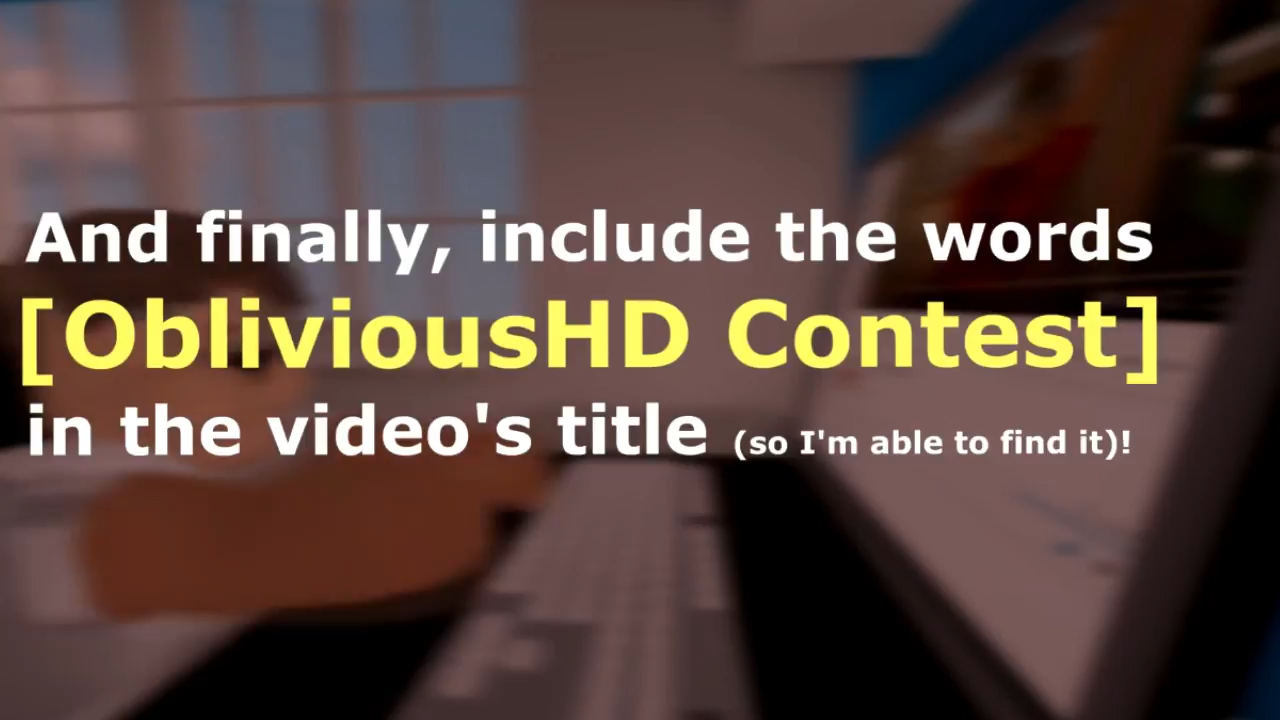 And finally, include the words
[ObliviousHD Contest]
in the video's title (so I'm able to find it)!